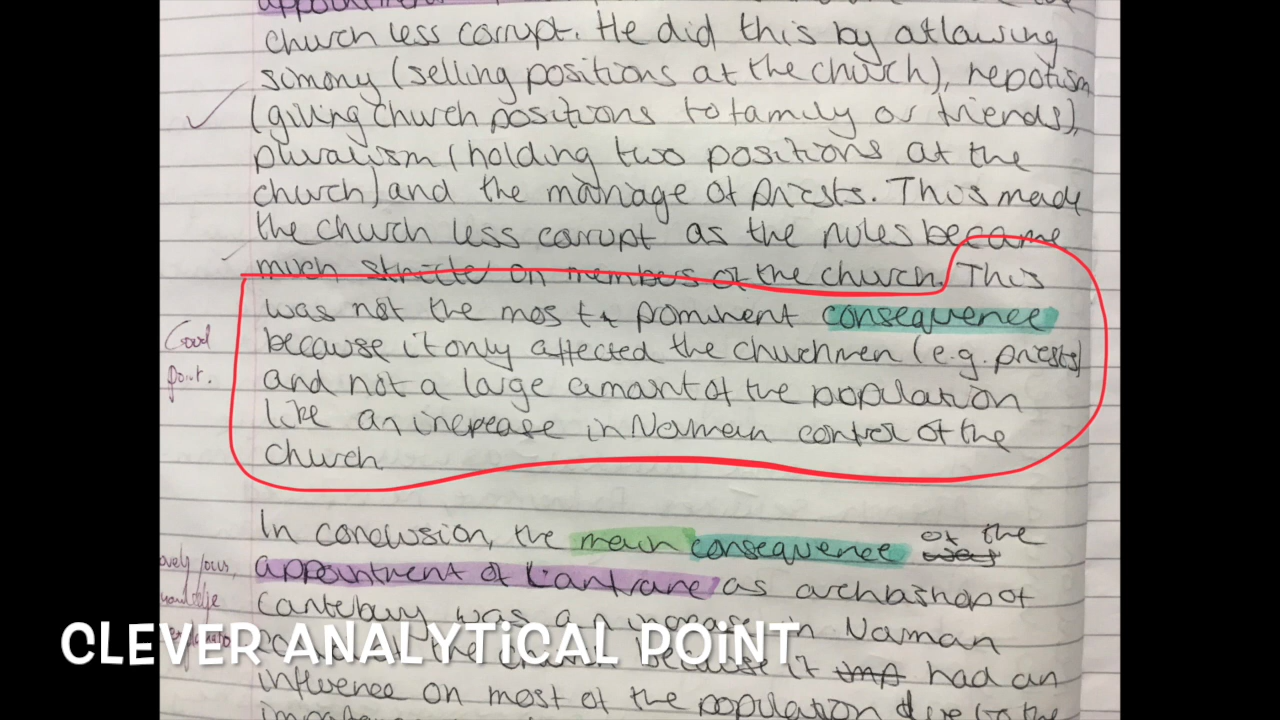 appointment
church less corrupt. He did this by outlawing
simony (selling positions at the church), nepotism
(giving church positions to family or friends),
pluralism (holding two positions at the
church) and the marriage of priests. This made
the church less corrupt as the rules became
much stricter on members of the church. This
was not the most prominent consequence
because it only affected the churchmen (e.g. priests)
and not a large amount of the population
like an increase in Norman control of the
church
Good
point.
In conclusion, the main consequence of the
appointment of Lanfranc as archbishop of
Canterbury was an increase in Norman
because it had an
influence on most of the population due to the
CLEVER ANALYTICAL POINT